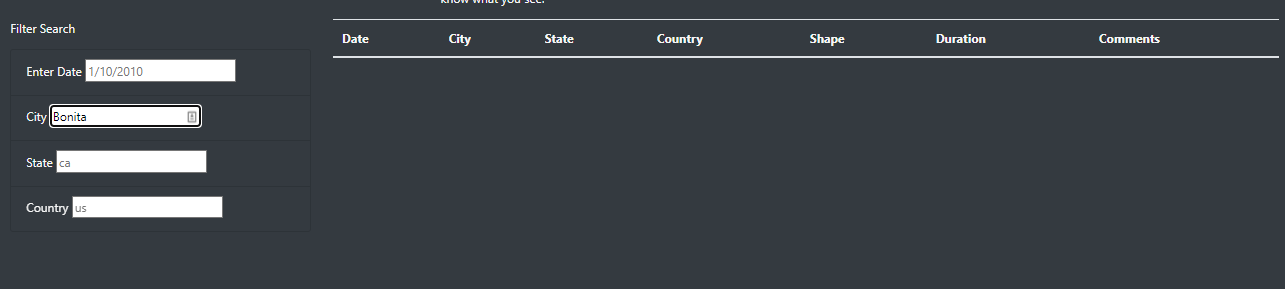 know what you see.
Filter Search
Date City State Country Shape Duration Comments
Enter Date 1/10/2010
City Bonita
State ca
Country us